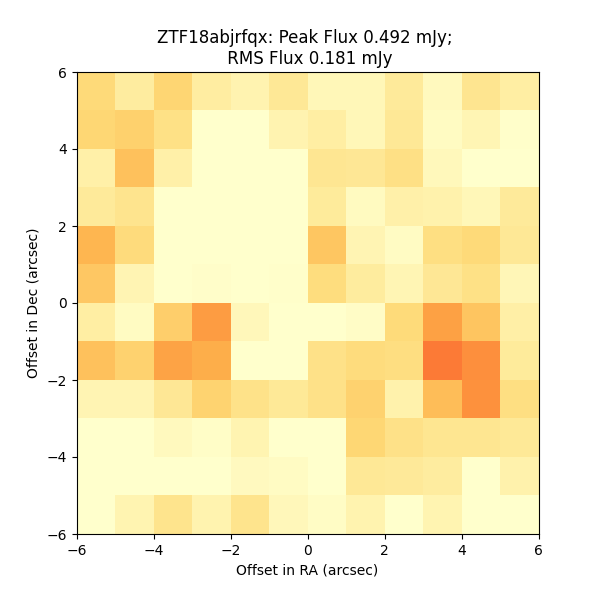 ZTF18abjrfqx: Peak Flux 0.492 mJy;
RMS Flux 0.181 mJy
6
4
2
0
−2
−4
−6
Offset in Dec (arcsec)
−6 −4 −2 0 2 4 6
Offset in RA (arcsec)